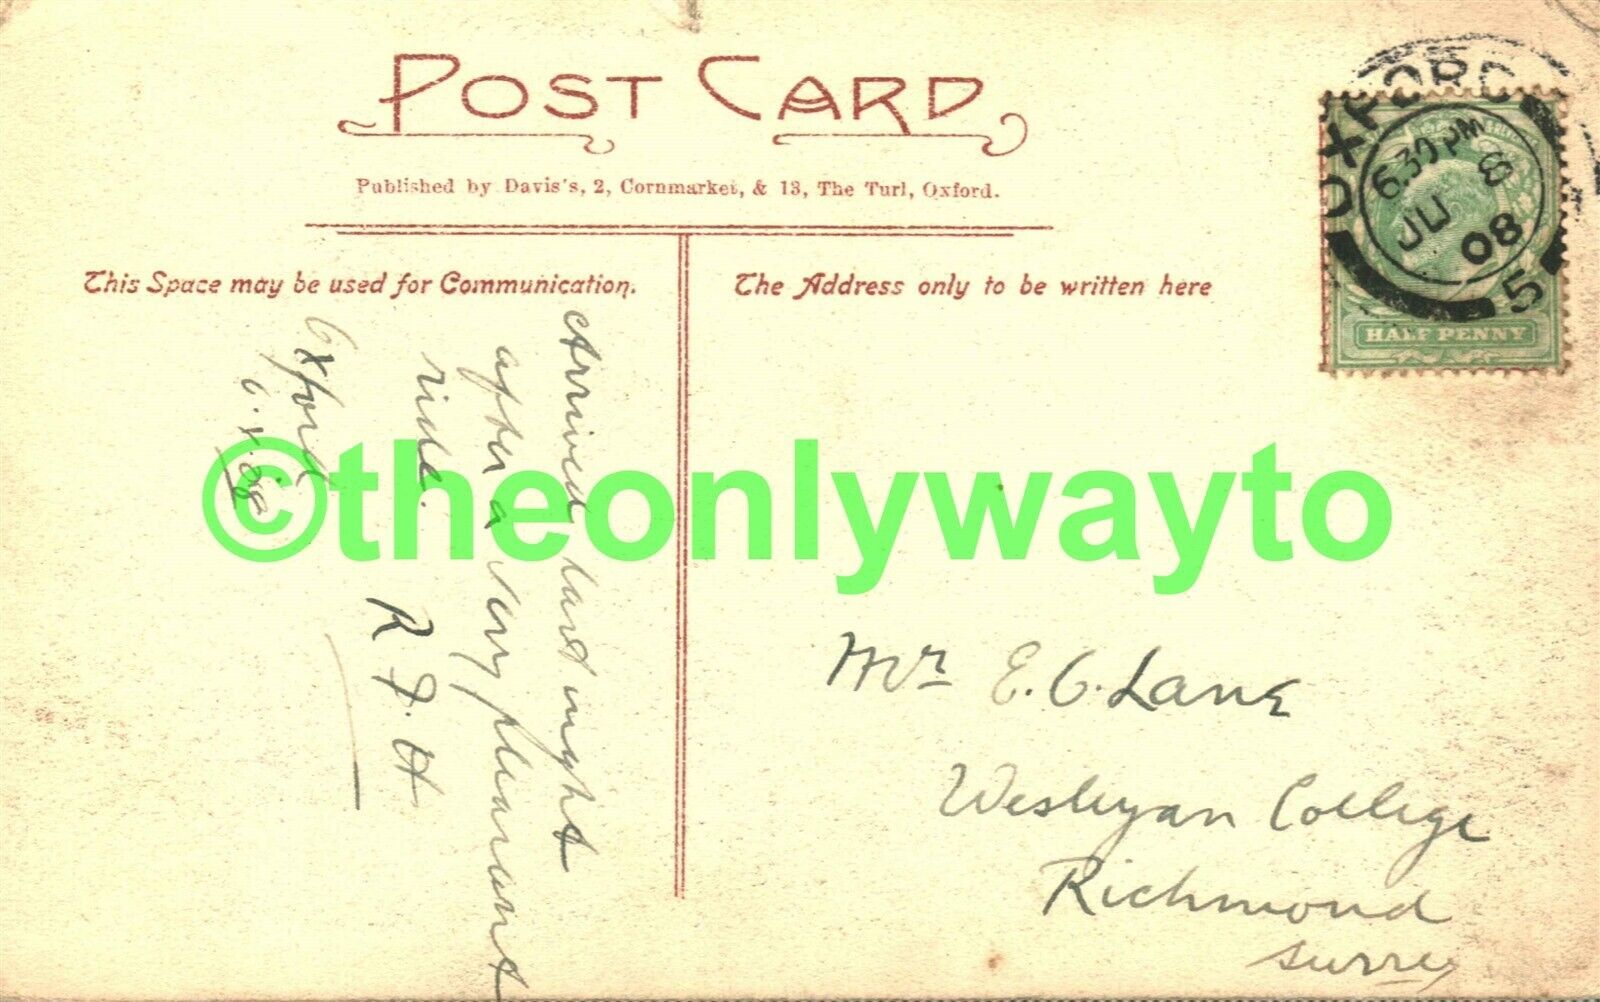 POST CARD
Published by Davis's, 2, Cornmarket, & 13, The Turl, Oxford.
This Space may be used for Communication.
The Address only to be written here
Arrived last night
after a very pleasant
ride.
R J. H
Oxford
OXFORD
6.30 PM
JU 8
08
5
HALF PENNY
Mr E. C. Lane
Wesleyan College
Richmond
Surrey
©theonlywayto